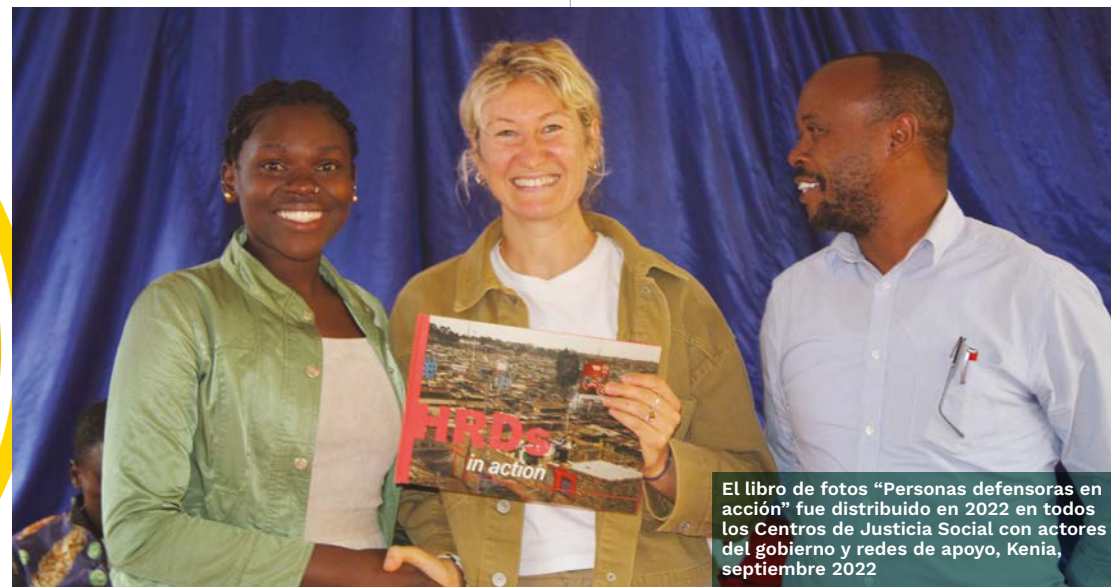 HRDs
in action
El libro de fotos “Personas defensoras en
acción” fue distribuido en 2022 en todos
los Centros de Justicia Social con actores
del gobierno y redes de apoyo, Kenia,
septiembre 2022